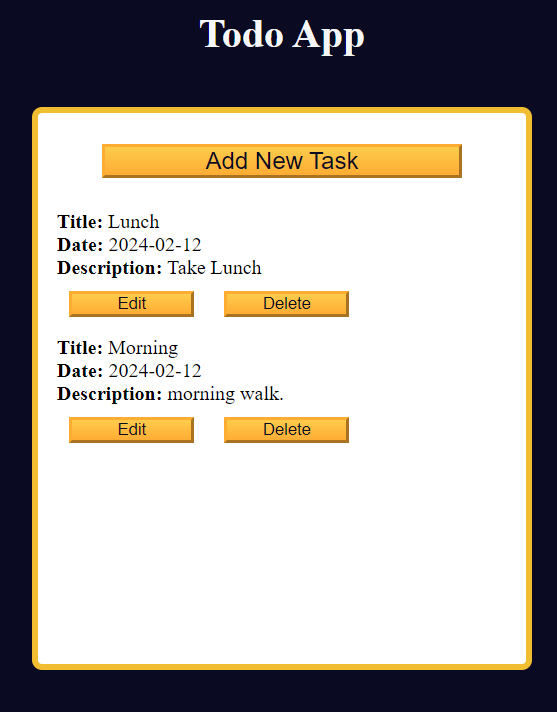 Todo App
Add New Task
Title: Lunch
Date: 2024-02-12
Description: Take Lunch
Edit Delete
Title: Morning
Date: 2024-02-12
Description: morning walk.
Edit Delete